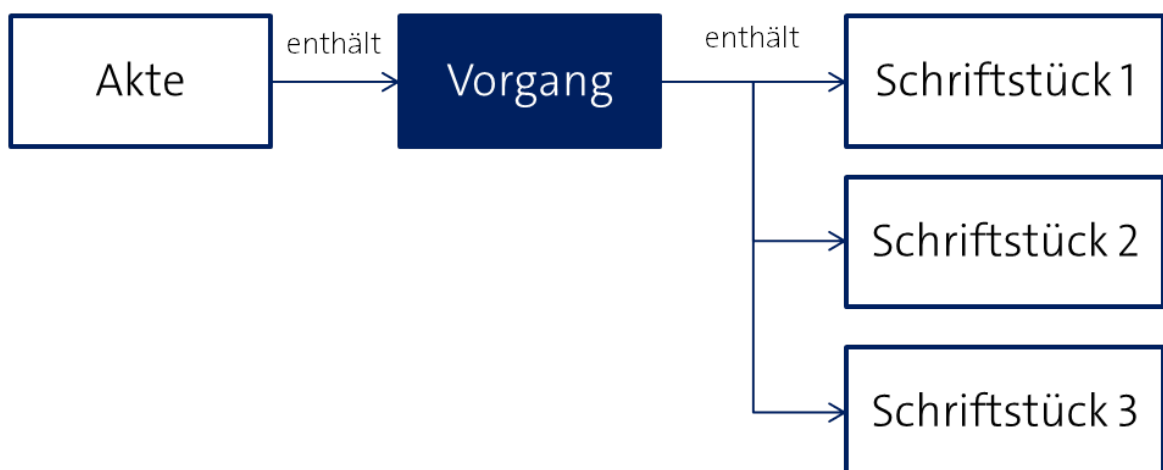 Akte
enthält
Vorgang
enthält
Schriftstück 1
Schriftstück 2
Schriftstück 3